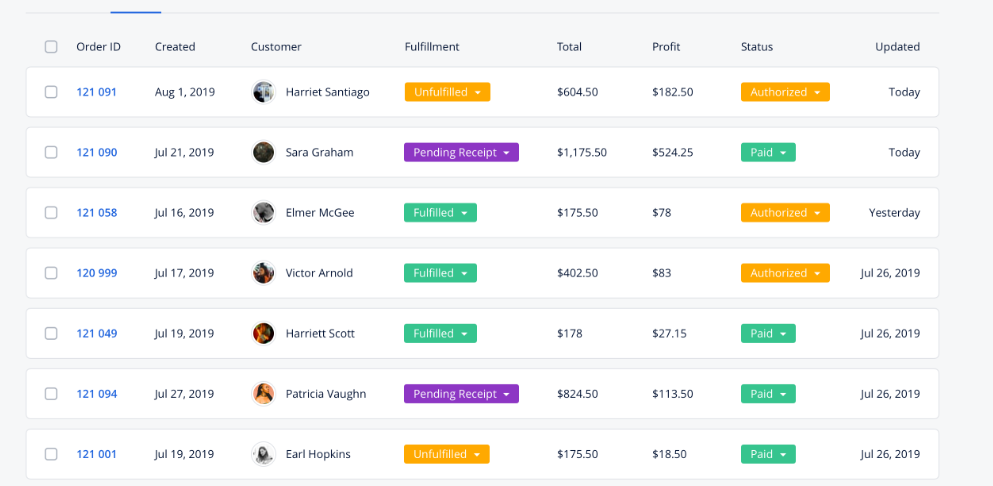 Order ID Created Customer Fulfillment Total Profit Status Updated
121 091 Aug 1, 2019 Harriet Santiago Unfulfilled $604.50 $182.50 Authorized Today
121 090 Jul 21, 2019 Sara Graham Pending Receipt $1,175.50 $524.25 Paid Today
121 058 Jul 16, 2019 Elmer McGee Fulfilled $175.50 $78 Authorized Yesterday
120 999 Jul 17, 2019 Victor Arnold Fulfilled $402.50 $83 Authorized Jul 26, 2019
121 049 Jul 19, 2019 Harriett Scott Fulfilled $178 $27.15 Paid Jul 26, 2019
121 094 Jul 27, 2019 Patricia Vaughn Pending Receipt $824.50 $113.50 Paid Jul 26, 2019
121 001 Jul 19, 2019 Earl Hopkins Unfulfilled $175.50 $18.50 Paid Jul 26, 2019